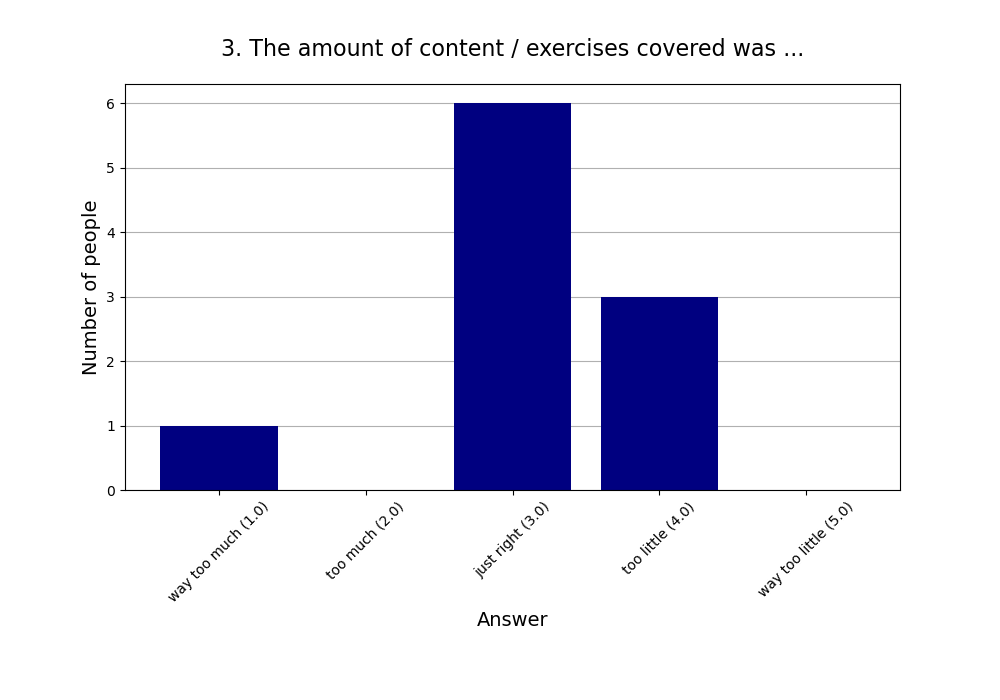 3. The amount of content / exercises covered was ...
Number of people
6
5
4
3
2
1
0
way too much (1.0)
too much (2.0)
just right (3.0)
too little (4.0)
way too little (5.0)
Answer